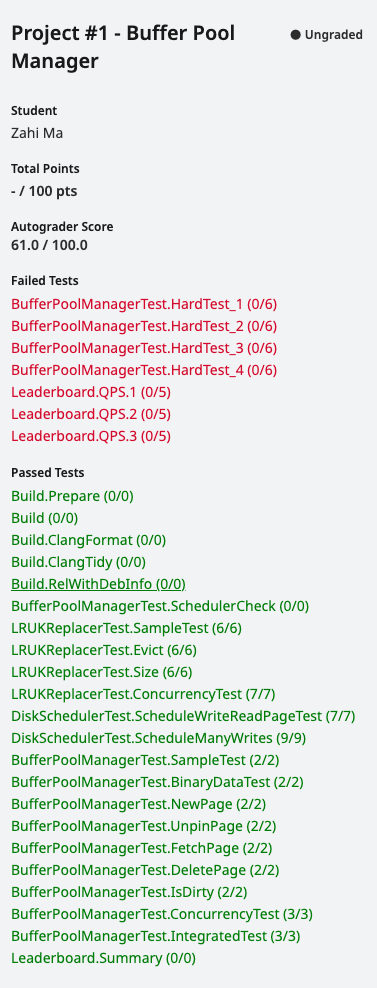 Project #1 - Buffer Pool
Manager
Ungraded
Student
Zahi Ma
Total Points
- / 100 pts
Autograder Score
61.0 / 100.0
Failed Tests
BufferPoolManagerTest.HardTest_1 (0/6)
BufferPoolManagerTest.HardTest_2 (0/6)
BufferPoolManagerTest.HardTest_3 (0/6)
BufferPoolManagerTest.HardTest_4 (0/6)
Leaderboard.QPS.1 (0/5)
Leaderboard.QPS.2 (0/5)
Leaderboard.QPS.3 (0/5)
Passed Tests
Build.Prepare (0/0)
Build (0/0)
Build.ClangFormat (0/0)
Build.ClangTidy (0/0)
Build.RelWithDebInfo (0/0)
BufferPoolManagerTest.SchedulerCheck (0/0)
LRUKReplacerTest.SampleTest (6/6)
LRUKReplacerTest.Evict (6/6)
LRUKReplacerTest.Size (6/6)
LRUKReplacerTest.ConcurrencyTest (7/7)
DiskSchedulerTest.ScheduleWriteReadPageTest (7/7)
DiskSchedulerTest.ScheduleManyWrites (9/9)
BufferPoolManagerTest.SampleTest (2/2)
BufferPoolManagerTest.BinaryDataTest (2/2)
BufferPoolManagerTest.NewPage (2/2)
BufferPoolManagerTest.UnpinPage (2/2)
BufferPoolManagerTest.FetchPage (2/2)
BufferPoolManagerTest.DeletePage (2/2)
BufferPoolManagerTest.IsDirty (2/2)
BufferPoolManagerTest.ConcurrencyTest (3/3)
BufferPoolManagerTest.IntegratedTest (3/3)
Leaderboard.Summary (0/0)